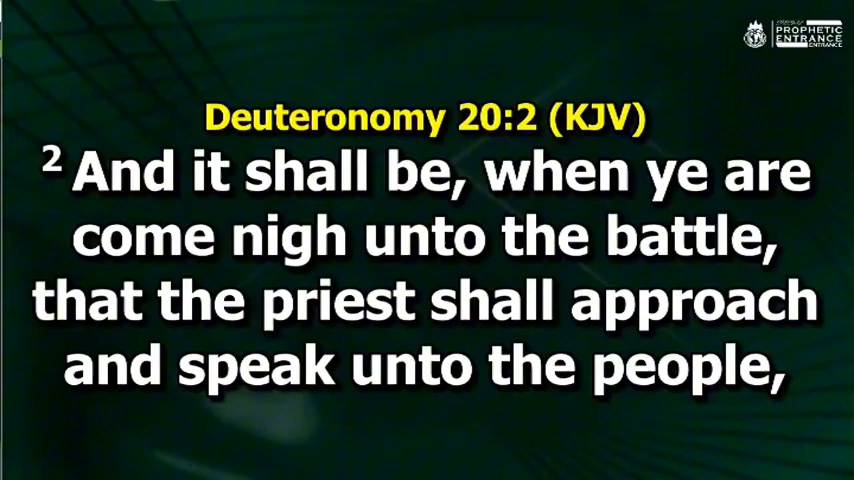 PROPHETIC
ENTRANCE
ENTRANCE
Deuteronomy 20:2 (KJV)
2 And it shall be, when ye are
come nigh unto the battle,
that the priest shall approach
and speak unto the people,